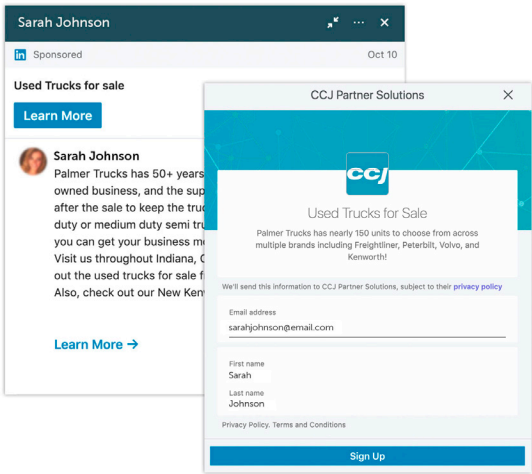 Sarah Johnson
in Sponsored
Oct 10
Used Trucks for sale
Learn More
Sarah Johnson
Palmer Trucks has 50+ years
owned business, and the
after the sale to keep the
duty or medium duty semi
you can get your business
Visit us throughout Indiana,
out the used trucks for sale
Also, check out our New
Learn More →
CCJ Partner Solutions
ccj
Used Trucks for Sale
Palmer Trucks has nearly 150 units to choose from across
multiple brands including Freightliner, Peterbilt, Volvo, and
Kenworth!
We'll send this information to CCJ Partner Solutions, subject to their privacy policy
Email address
sarahjohnson@email.com
First name
Sarah
Last name
Johnson
Privacy Policy. Terms and Conditions
Sign Up